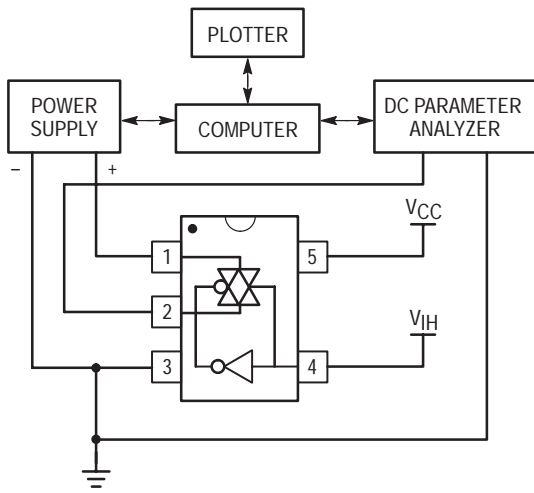 PLOTTER
POWER
SUPPLY
COMPUTER
DC PARAMETER
ANALYZER
– +
VCC
1 5
2
VIH
3 4